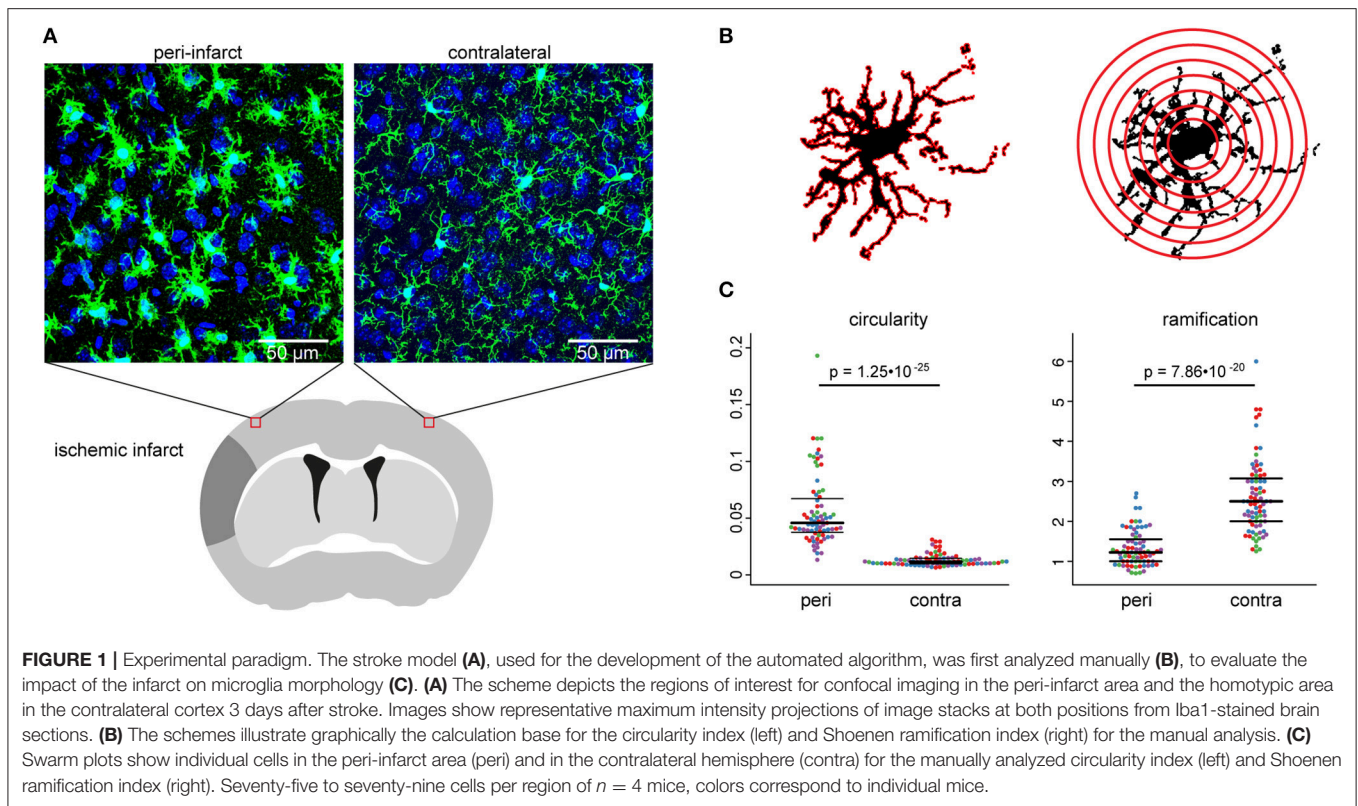 A
peri-infarct
contralateral
50 µm
50 µm
ischemic infarct
B
C
circularity
0.2
0.15
0.1
0.05
0
p = 1.25•10 -25
peri
contra
ramification
6
5
4
3
2
1
p = 7.86•10 -20
peri
contra
FIGURE 1 | Experimental paradigm. The stroke model (A), used for the development of the automated algorithm, was first analyzed manually (B), to evaluate the
impact of the infarct on microglia morphology (C). (A) The scheme depicts the regions of interest for confocal imaging in the peri-infarct area and the homotypic area
in the contralateral cortex 3 days after stroke. Images show representative maximum intensity projections of image stacks at both positions from Iba1-stained brain
sections. (B) The schemes illustrate graphically the calculation base for the circularity index (left) and Shoenen ramification index (right) for the manual analysis. (C)
Swarm plots show individual cells in the peri-infarct area (peri) and in the contralateral hemisphere (contra) for the manually analyzed circularity index (left) and Shoenen
ramification index (right). Seventy-five to seventy-nine cells per region of n = 4 mice, colors correspond to individual mice.